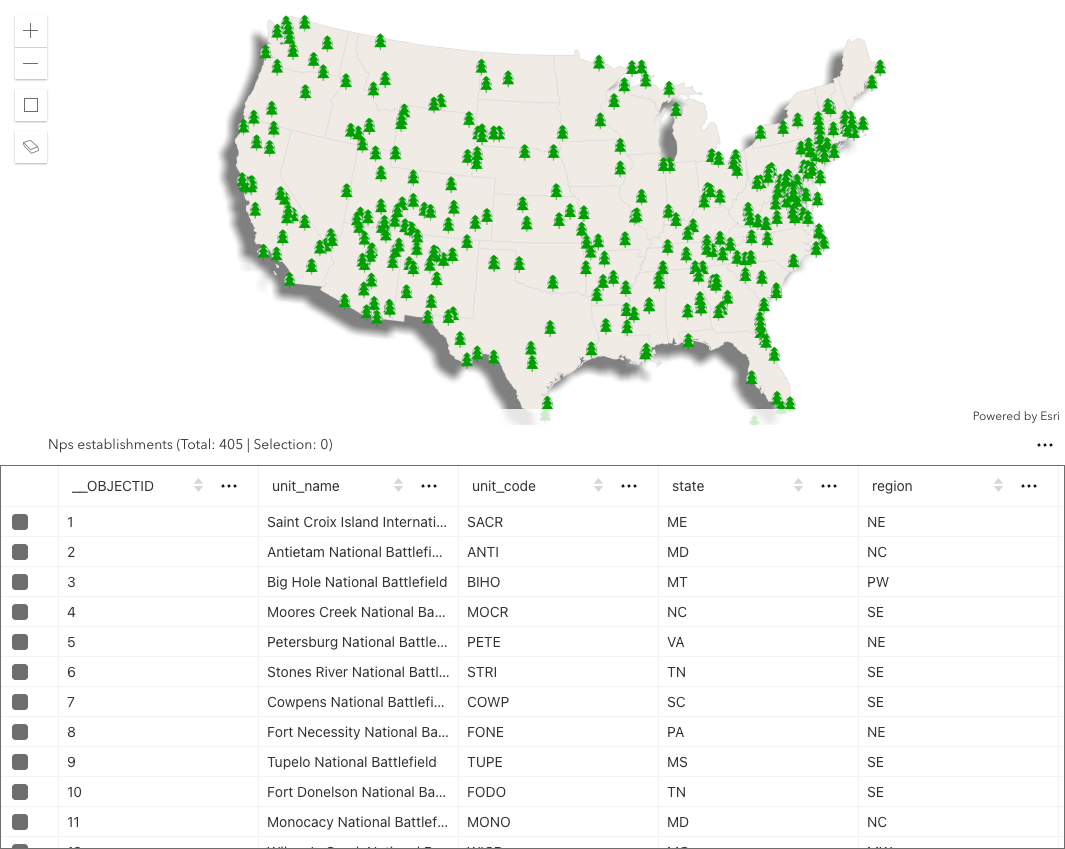 Powered by Esri
Nps establishments (Total: 405 | Selection: 0)
__OBJECTID unit_name unit_code state region
1 Saint Croix Island Internati... SACR ME NE
2 Antietam National Battlefi... ANTI MD NC
3 Big Hole National Battlefield BIHO MT PW
4 Moores Creek National Ba... MOCR NC SE
5 Petersburg National Battle... PETE VA NE
6 Stones River National Battl... STRI TN SE
7 Cowpens National Battlefi... COWP SC SE
8 Fort Necessity National Ba... FONE PA NE
9 Tupelo National Battlefield TUPE MS SE
10 Fort Donelson National Ba... FODO TN SE
11 Monocacy National Battlef... MONO MD NC